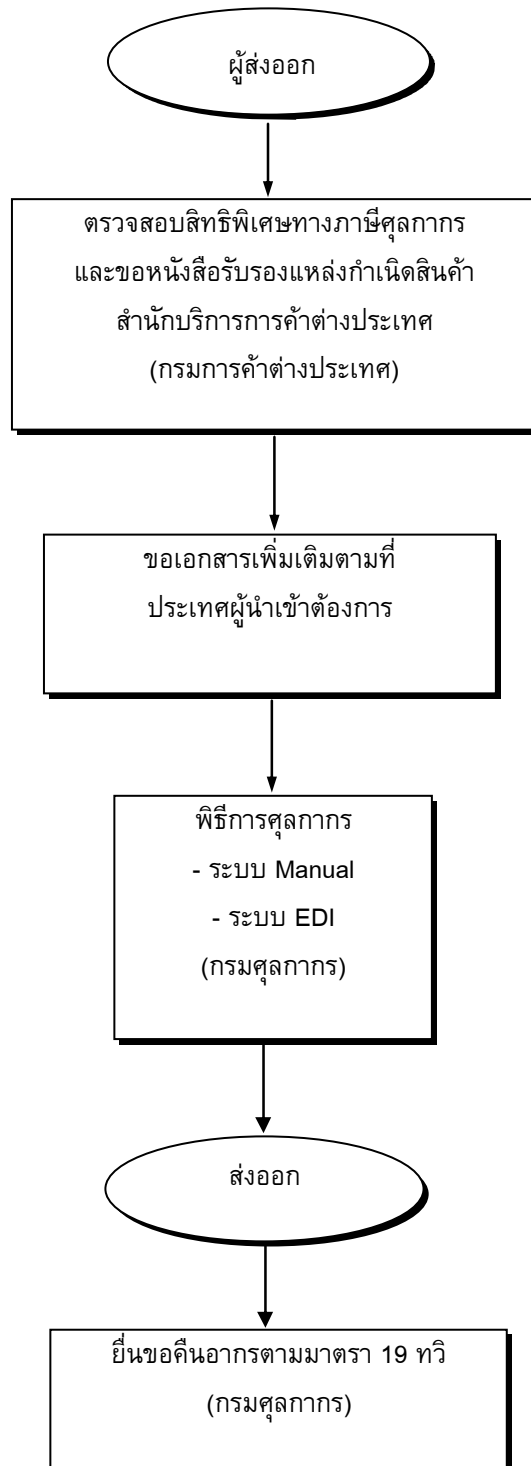 ผู้ส่งออก
ตรวจสอบสิทธิพิเศษทางภาษีศุลกากร
และขอหนังสือรับรองแหล่งกำเนิดสินค้า
สำนักบริการการค้าต่างประเทศ
(กรมการค้าต่างประเทศ)
ขอเอกสารเพิ่มเติมตามที่
ประเทศผู้นำเข้าต้องการ
พิธีการศุลกากร
- ระบบ Manual
- ระบบ EDI
(กรมศุลกากร)
ส่งออก
ยื่นขอคืนอากรตามมาตรา 19 ทวิ
(กรมศุลกากร)